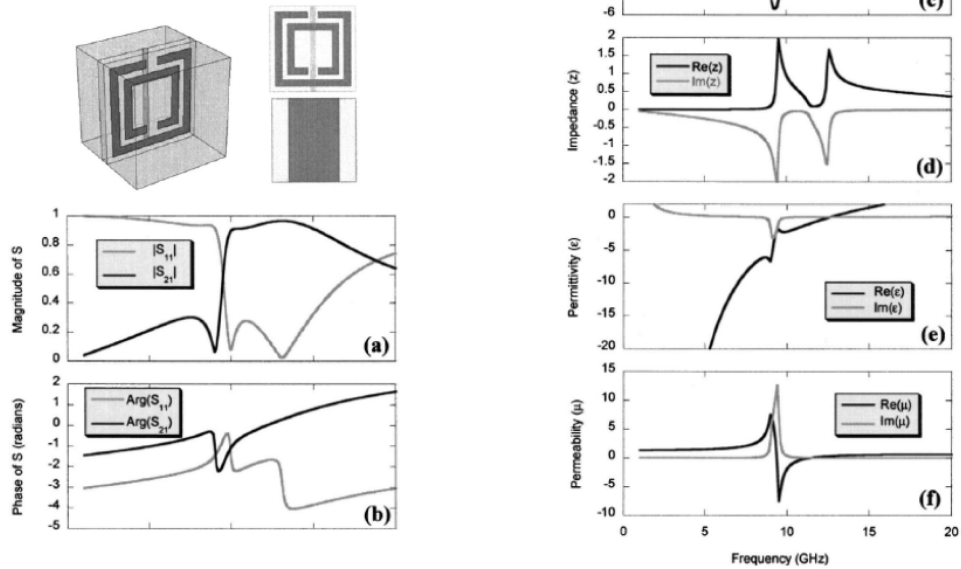 Magnitude of S
1
0.8
0.6
0.4
0.2
0
|S11|
|S21|
(a)
Phase of S (radians)
2
1
0
-1
-2
-3
-4
-5
Arg(S11)
Arg(S21)
(b)
-6
Impedance (z)
2
1.5
1
0.5
0
-0.5
-1
-1.5
-2
Re(z)
Im(z)
(d)
Permittivity (ε)
0
-5
-10
-15
-20
Re(ε)
Im(ε)
(e)
Permeability (μ)
15
10
5
0
-5
-10
Re(μ)
Im(μ)
(f)
0
5
10
15
20
Frequency (GHz)